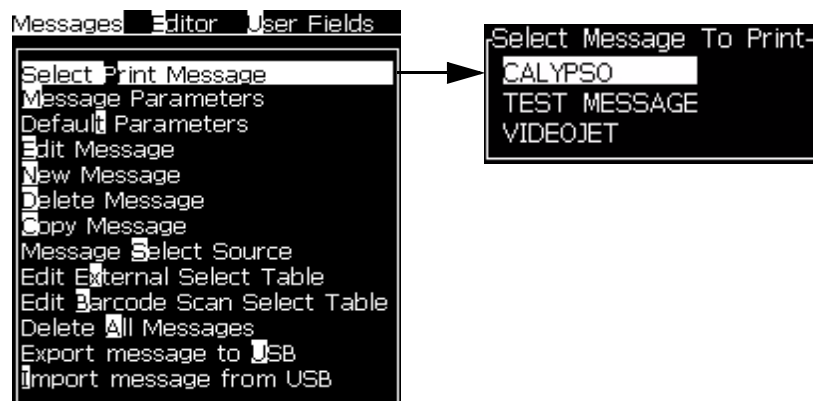 Messages Editor User Fields
Select Print Message
Message Parameters
Default Parameters
Edit Message
New Message
Delete Message
Copy Message
Message Select Source
Edit External Select Table
Edit Barcode Scan Select Table
Delete All Messages
Export message to USB
Import message from USB
Select Message To Print
CALYPSO
TEST MESSAGE
VIDEOJET